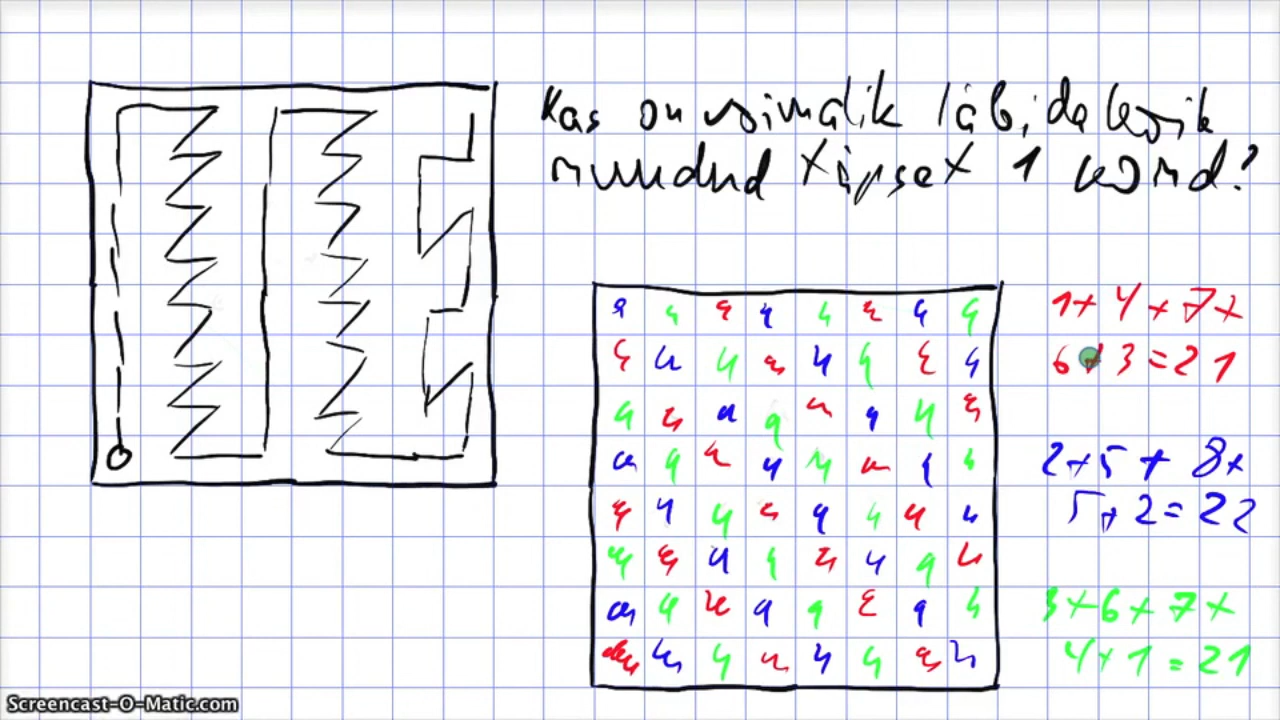 Kas on võimalik läbida kõik
ruudud täpset 1 kord?
1+4+7+
6+3=21
2+5+8+
5+2=22
3+6+7+
4+1=21
Screencast-O-Matic.com